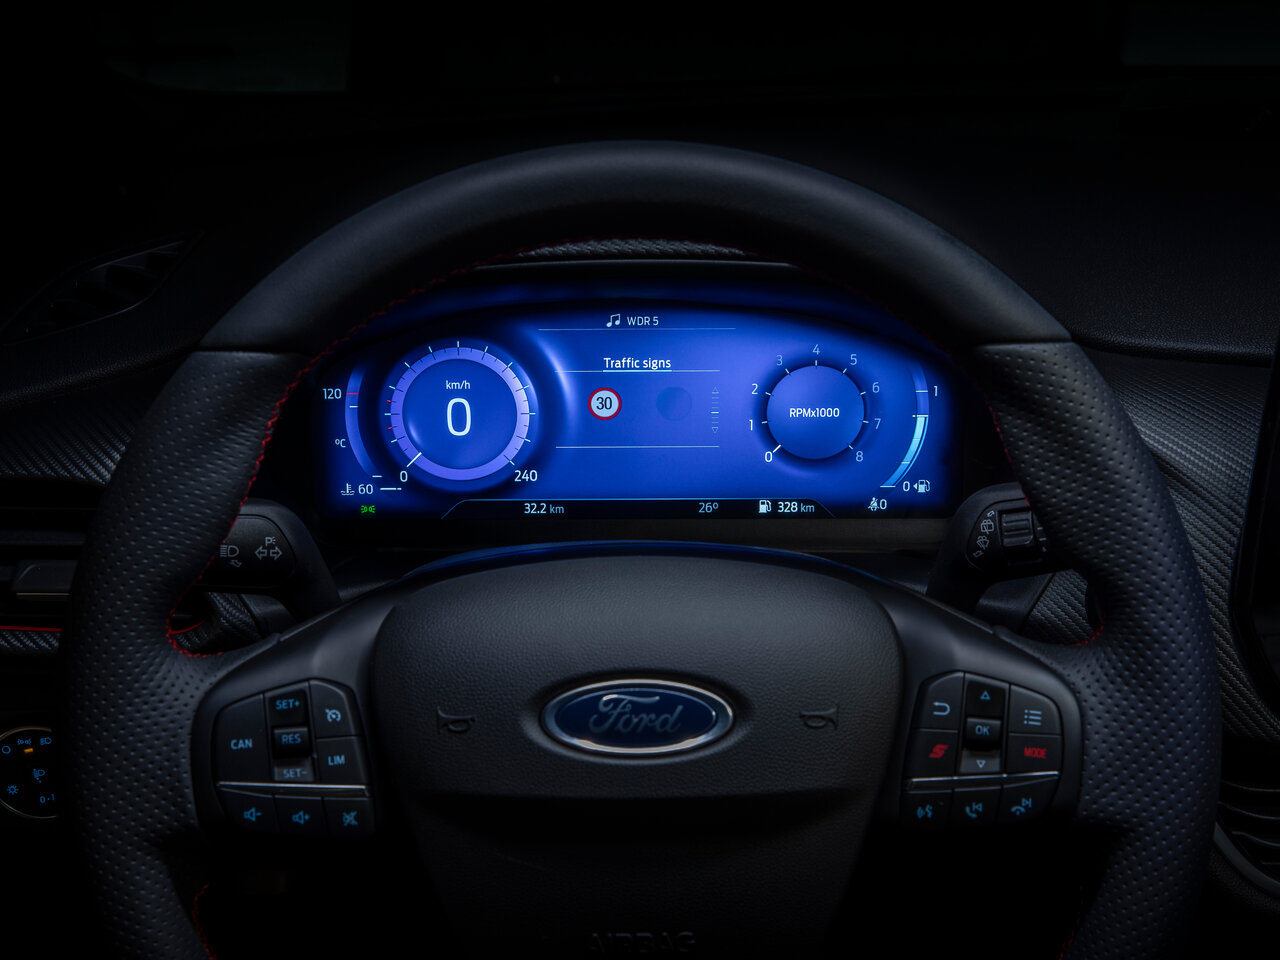 WDR 5
Traffic signs
30
km/h
0
0
240
120
°C
60
RPMx1000
0
1
2
3
4
5
6
7
8
1
0
32.2 km
26°
328 km
0
P
SET+
CAN
RES
LIM
SET-
Ford
OK
MODE
AIRBAG